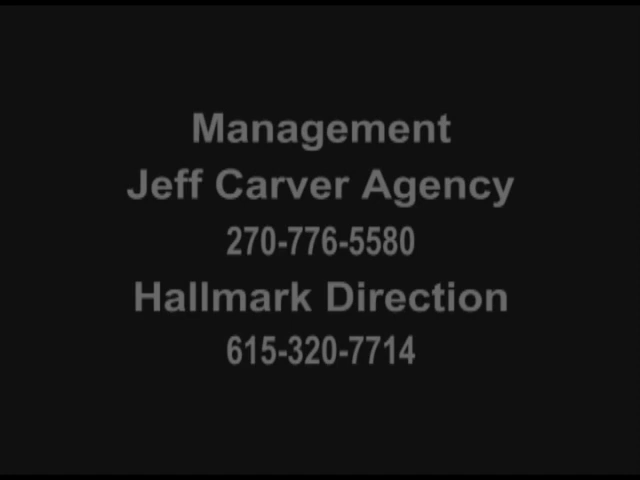 Management
Jeff Carver Agency
270-776-5580
Hallmark Direction
615-320-7714